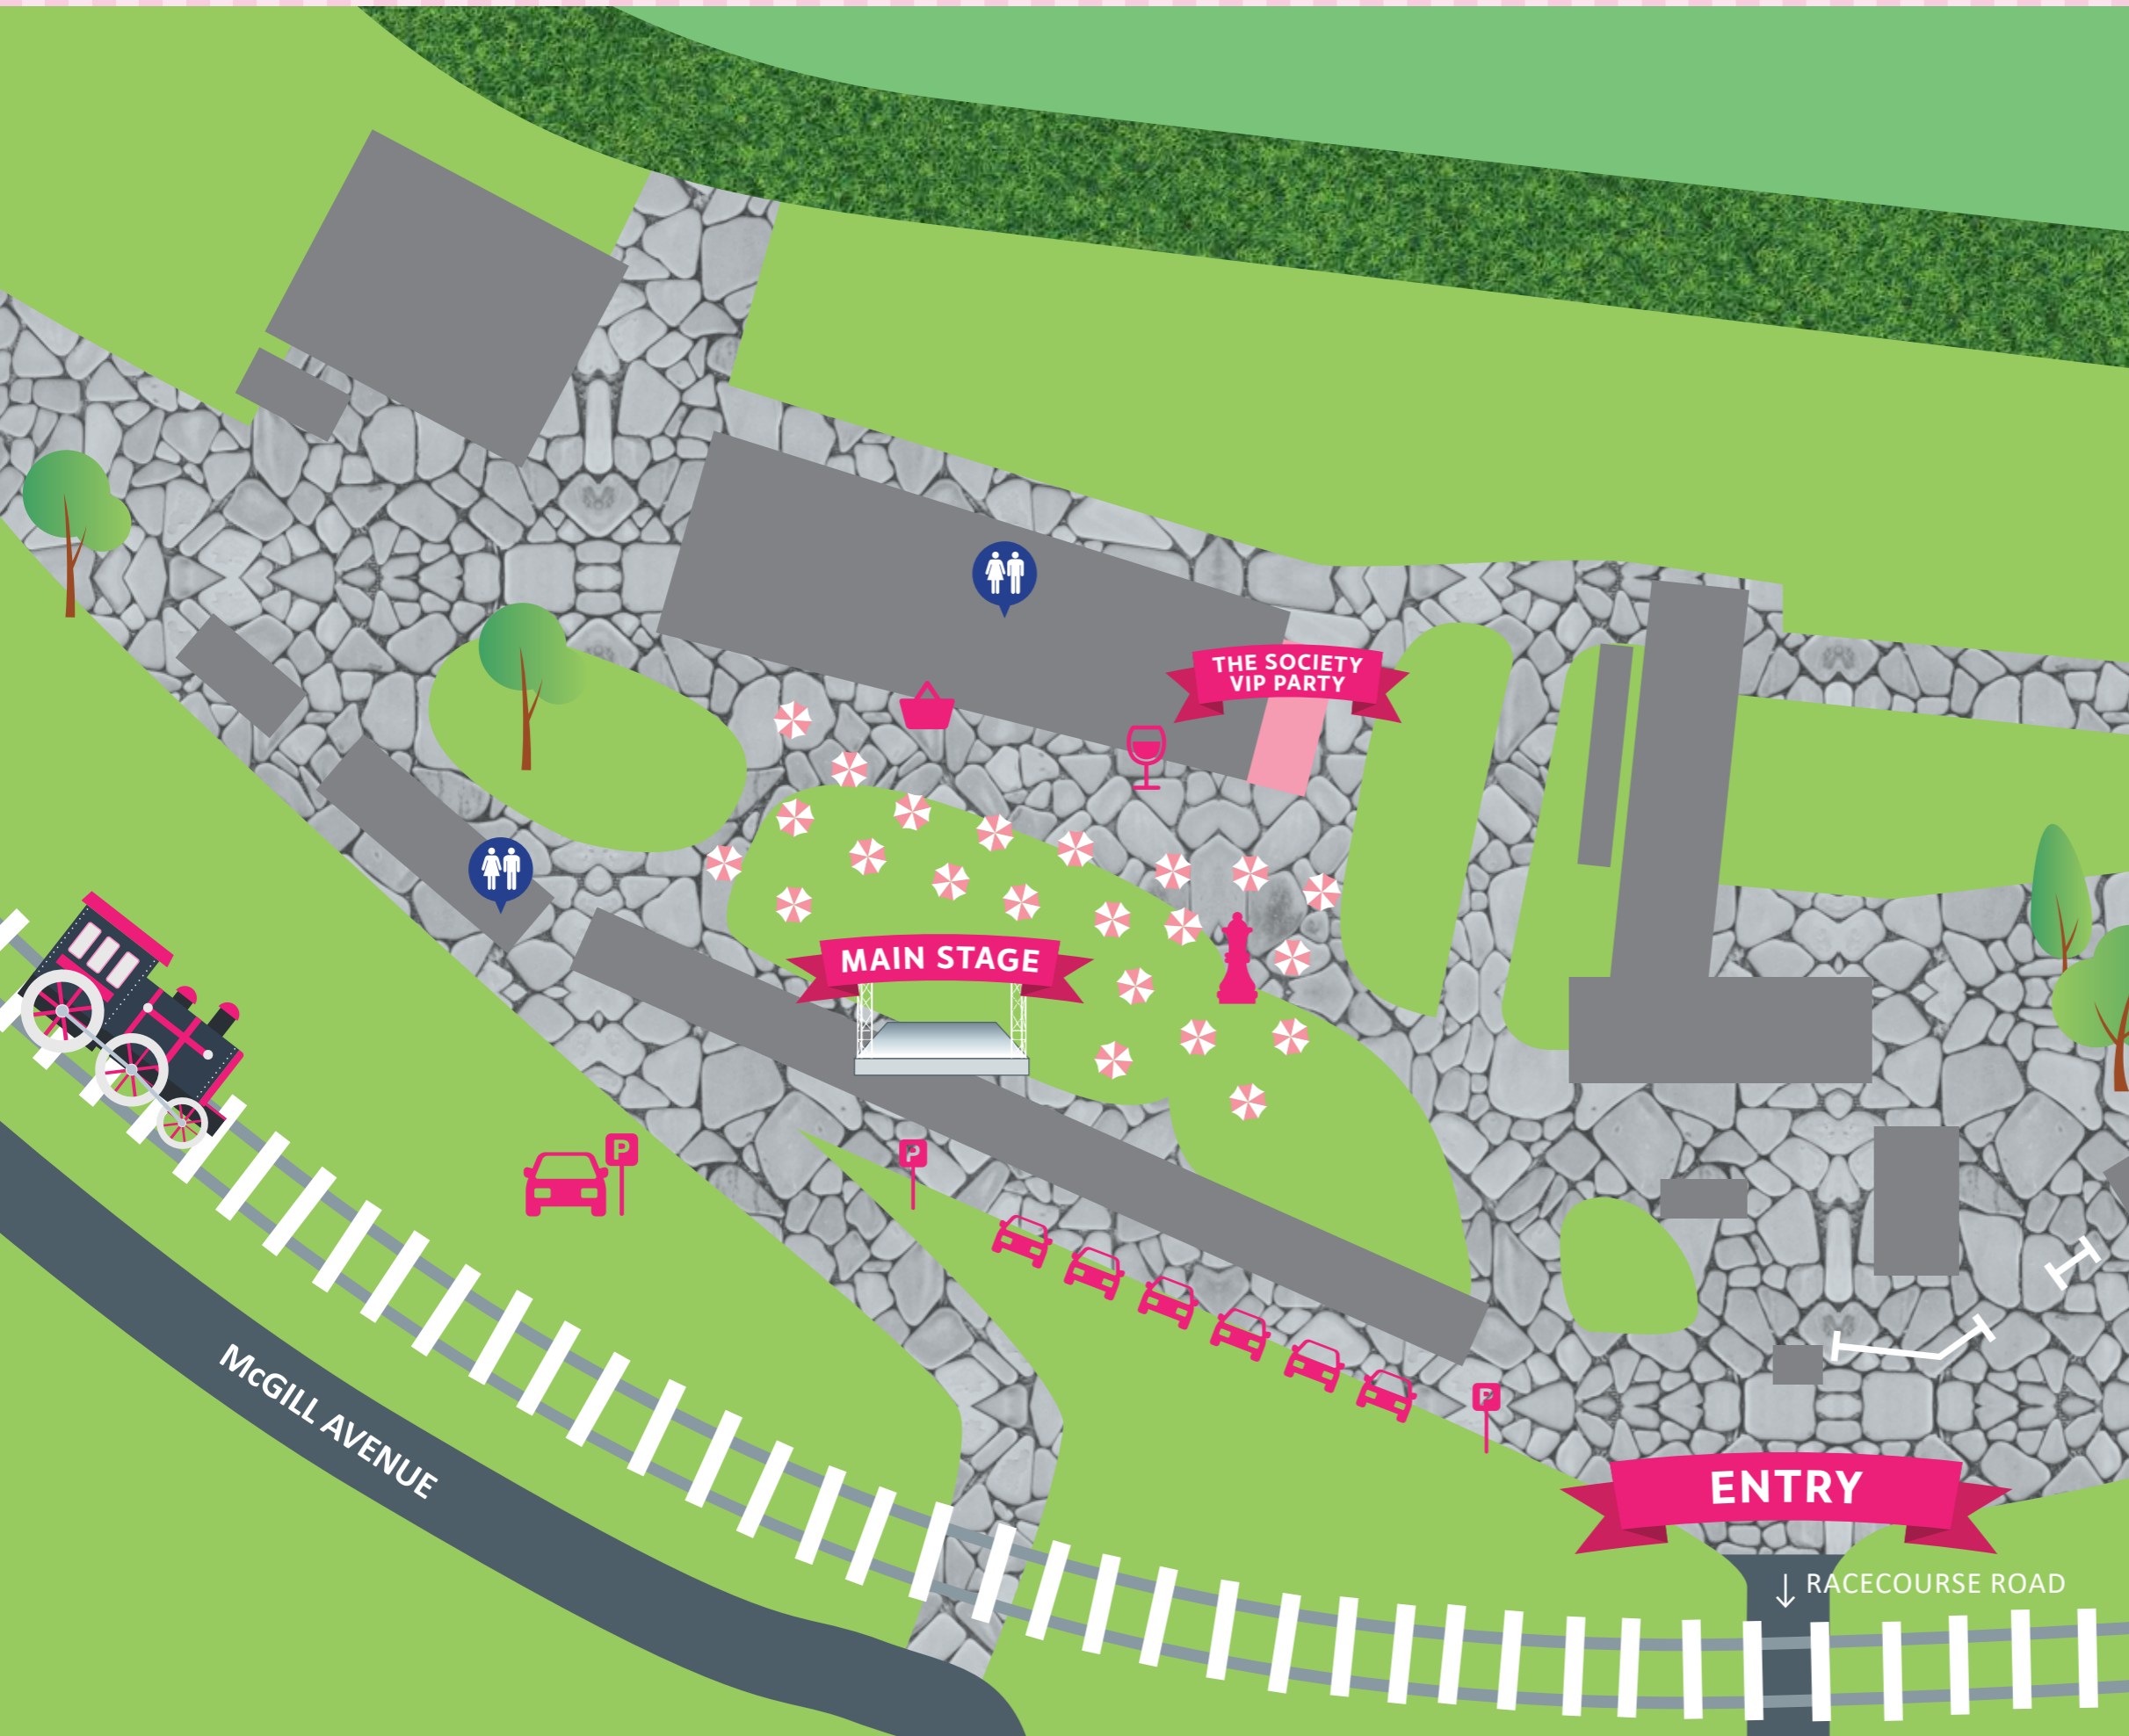 THE SOCIETY
VIP PARTY
MAIN STAGE
P
P
P
McGILL AVENUE
ENTRY
↓ RACECOURSE ROAD